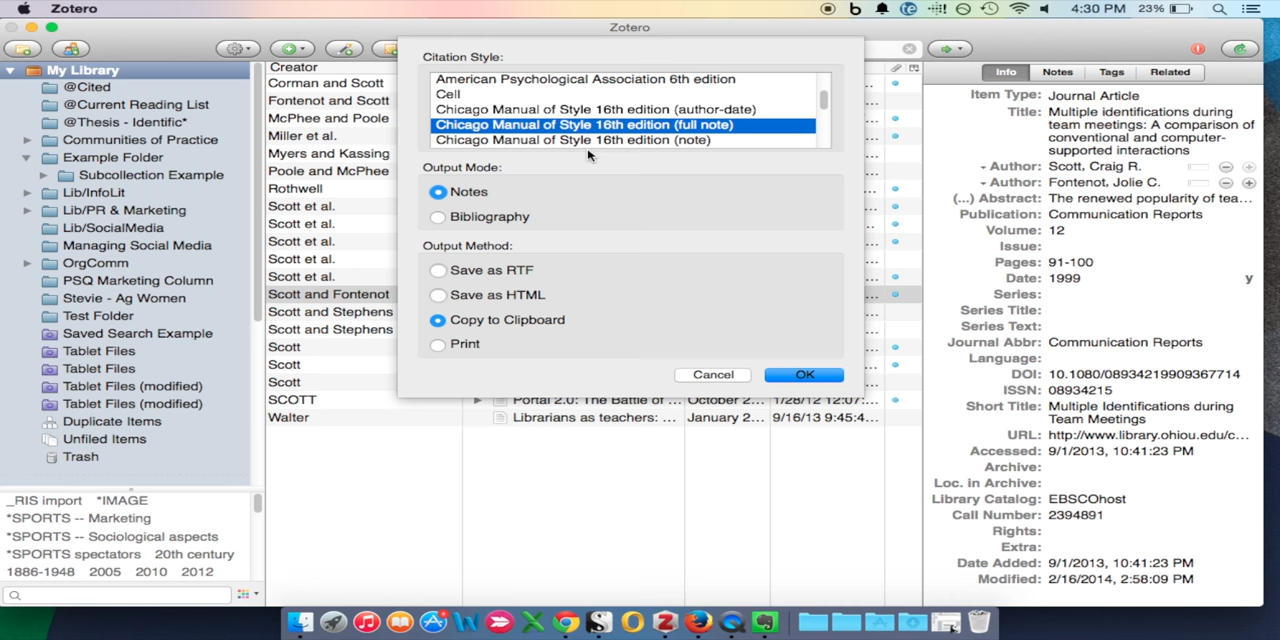 Zotero
4:30 PM 23%
Zotero
My Library
@Cited
@Current Reading List
@Thesis - Identific*
Communities of Practice
Example Folder
Subcollection Example
Lib/InfoLit
Lib/PR & Marketing
Lib/SocialMedia
Managing Social Media
OrgComm
PSQ Marketing Column
Stevie - Ag Women
Test Folder
Saved Search Example
Tablet Files
Tablet Files
Tablet Files (modified)
Tablet Files (modified)
Duplicate Items
Unfiled Items
Trash
_RIS import *IMAGE
*SPORTS -- Marketing
*SPORTS -- Sociological aspects
*SPORTS spectators 20th century
1886-1948 2005 2010 2012
Creator
Corman and Scott
Fontenot and Scott
McPhee and Poole
Miller et al.
Myers and Kassing
Poole and McPhee
Rothwell
Scott et al.
Scott et al.
Scott et al.
Scott et al.
Scott et al.
Scott and Fontenot
Scott and Stephens
Scott and Stephens
Scott
Scott
Scott
SCOTT Portal 2.0: The Battle of ... October 2... 1/28/12 12:07:...
Walter Librarians as teachers: ... January 2... 9/16/13 9:45:4...
Citation Style:
American Psychological Association 6th edition
Cell
Chicago Manual of Style 16th edition (author-date)
Chicago Manual of Style 16th edition (full note)
Chicago Manual of Style 16th edition (note)
Output Mode:
Notes
Bibliography
Output Method:
Save as RTF
Save as HTML
Copy to Clipboard
Print
Cancel OK
Info Notes Tags Related
Item Type: Journal Article
Title: Multiple identifications during
team meetings: A comparison of
conventional and computer-
supported interactions
Author: Scott, Craig R.
Author: Fontenot, Jolie C.
(...) Abstract: The renewed popularity of tea...
Publication: Communication Reports
Volume: 12
Issue:
Pages: 91-100
Date: 1999 y
Series:
Series Title:
Series Text:
Journal Abbr: Communication Reports
Language:
DOI: 10.1080/08934219909367714
ISSN: 08934215
Short Title: Multiple Identifications during
Team Meetings
URL: http://www.library.ohiou.edu/c...
Accessed: 9/1/2013, 10:41:23 PM
Archive:
Loc. in Archive:
Library Catalog: EBSCOhost
Call Number: 2394891
Rights:
Extra:
Date Added: 9/1/2013, 10:41:23 PM
Modified: 2/16/2014, 2:58:09 PM